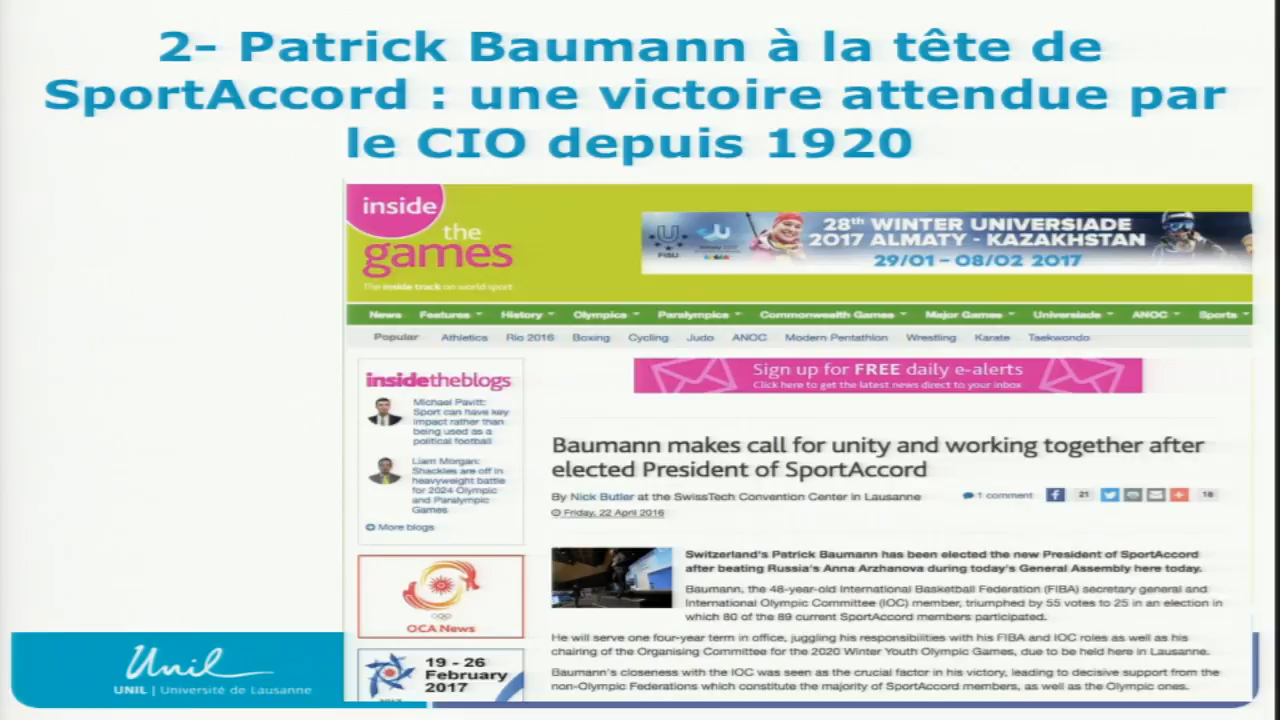 2- Patrick Baumann à la tête de
SportAccord : une victoire attendue par
le CIO depuis 1920
inside
the
games
The inside track on world sport
28th WINTER UNIVERSIADE
2017 ALMATY - KAZAKHSTAN
29/01 - 08/02 2017
FISU
News Features History Olympics Paralympics Commonwealth Games Major Games Universiade ANOC Sports
Popular Athletics Rio 2016 Boxing Cycling Judo ANOC Modern Pentathlon Wrestling Karate Taekwondo
Sign up for FREE daily e-alerts
Click here to get the latest news direct to your inbox
insidetheblogs
Michael Pavitt:
Sport can have key
impact rather than
being used as a
political football
Liam Morgan:
Shackles are off in
heavyweight battle
for 2024 Olympic
and Paralympic
Games
More blogs
OCA News
19 - 26
February
2017
Baumann makes call for unity and working together after
elected President of SportAccord
By Nick Butler at the SwissTech Convention Center in Lausanne
1 comment
21
18
Friday, 22 April 2016
Switzerland's Patrick Baumann has been elected the new President of SportAccord
after beating Russia's Anna Arzhanova during today's General Assembly here today.
Baumann, the 48-year-old International Basketball Federation (FIBA) secretary general and
International Olympic Committee (IOC) member, triumphed by 55 votes to 25 in an election in
which 80 of the 89 current SportAccord members participated.
He will serve one four-year term in office, juggling his responsibilities with his FIBA and IOC roles as well as his
chairing of the Organising Committee for the 2020 Winter Youth Olympic Games, due to be held here in Lausanne.
Baumann's closeness with the IOC was seen as the crucial factor in his victory, leading to decisive support from the
non-Olympic Federations which constitute the majority of SportAccord members, as well as the Olympic ones.
Unil
UNIL | Université de Lausanne